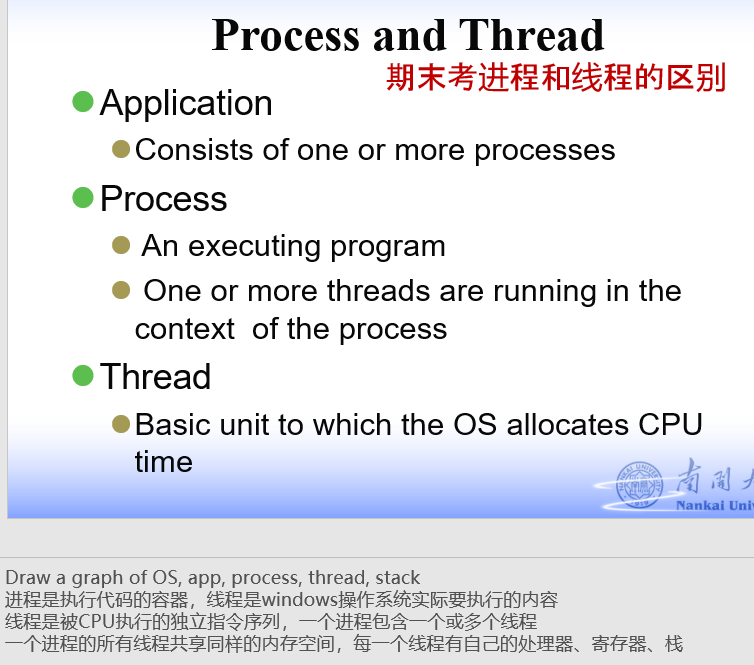 Process and Thread
期末考进程和线程的区别
Application
Consists of one or more processes
Process
An executing program
One or more threads are running in the
context of the process
Thread
Basic unit to which the OS allocates CPU
time
南開大
Nankai Univ
Draw a graph of OS, app, process, thread, stack
进程是执行代码的容器，线程是windows操作系统实际要执行的内容
线程是被CPU执行的独立指令序列，一个进程包含一个或多个线程
一个进程的所有线程共享同样的内存空间，每一个线程有自己的处理器、寄存器、栈